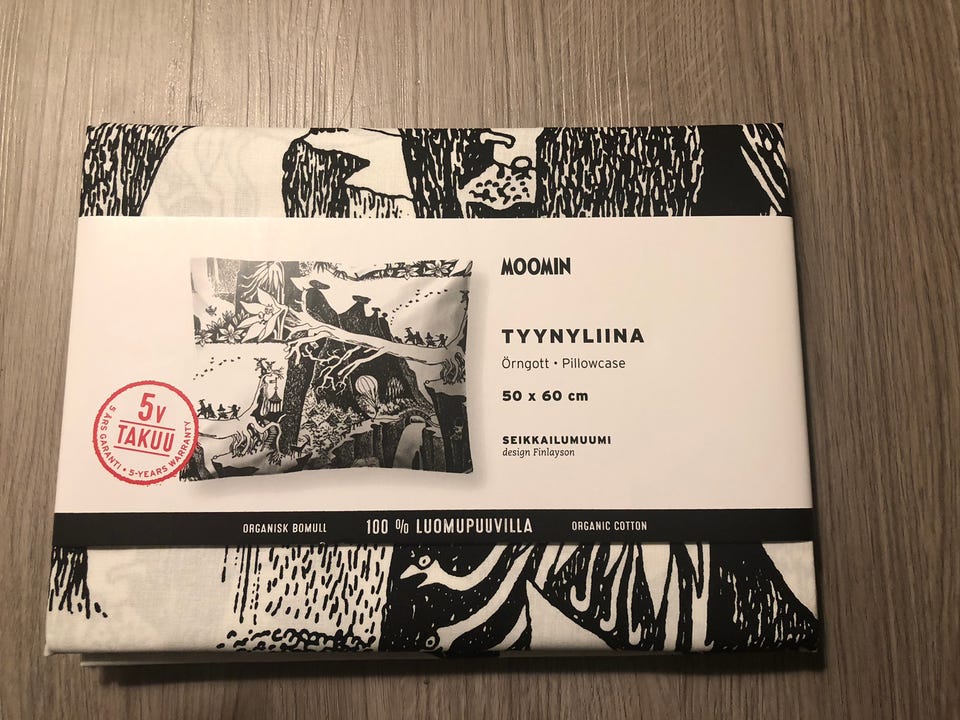 MOOMIN
TYYNYLIINA
Örngott • Pillowcase
50 x 60 cm
SEIKKAILUMUUMI
design Finlayson
5V
TAKUU
5 ÅRS GARANTI • 5-YEARS WARRANTY
ORGANISK BOMULL 100 % LUOMUPUUVILLA ORGANIC COTTON